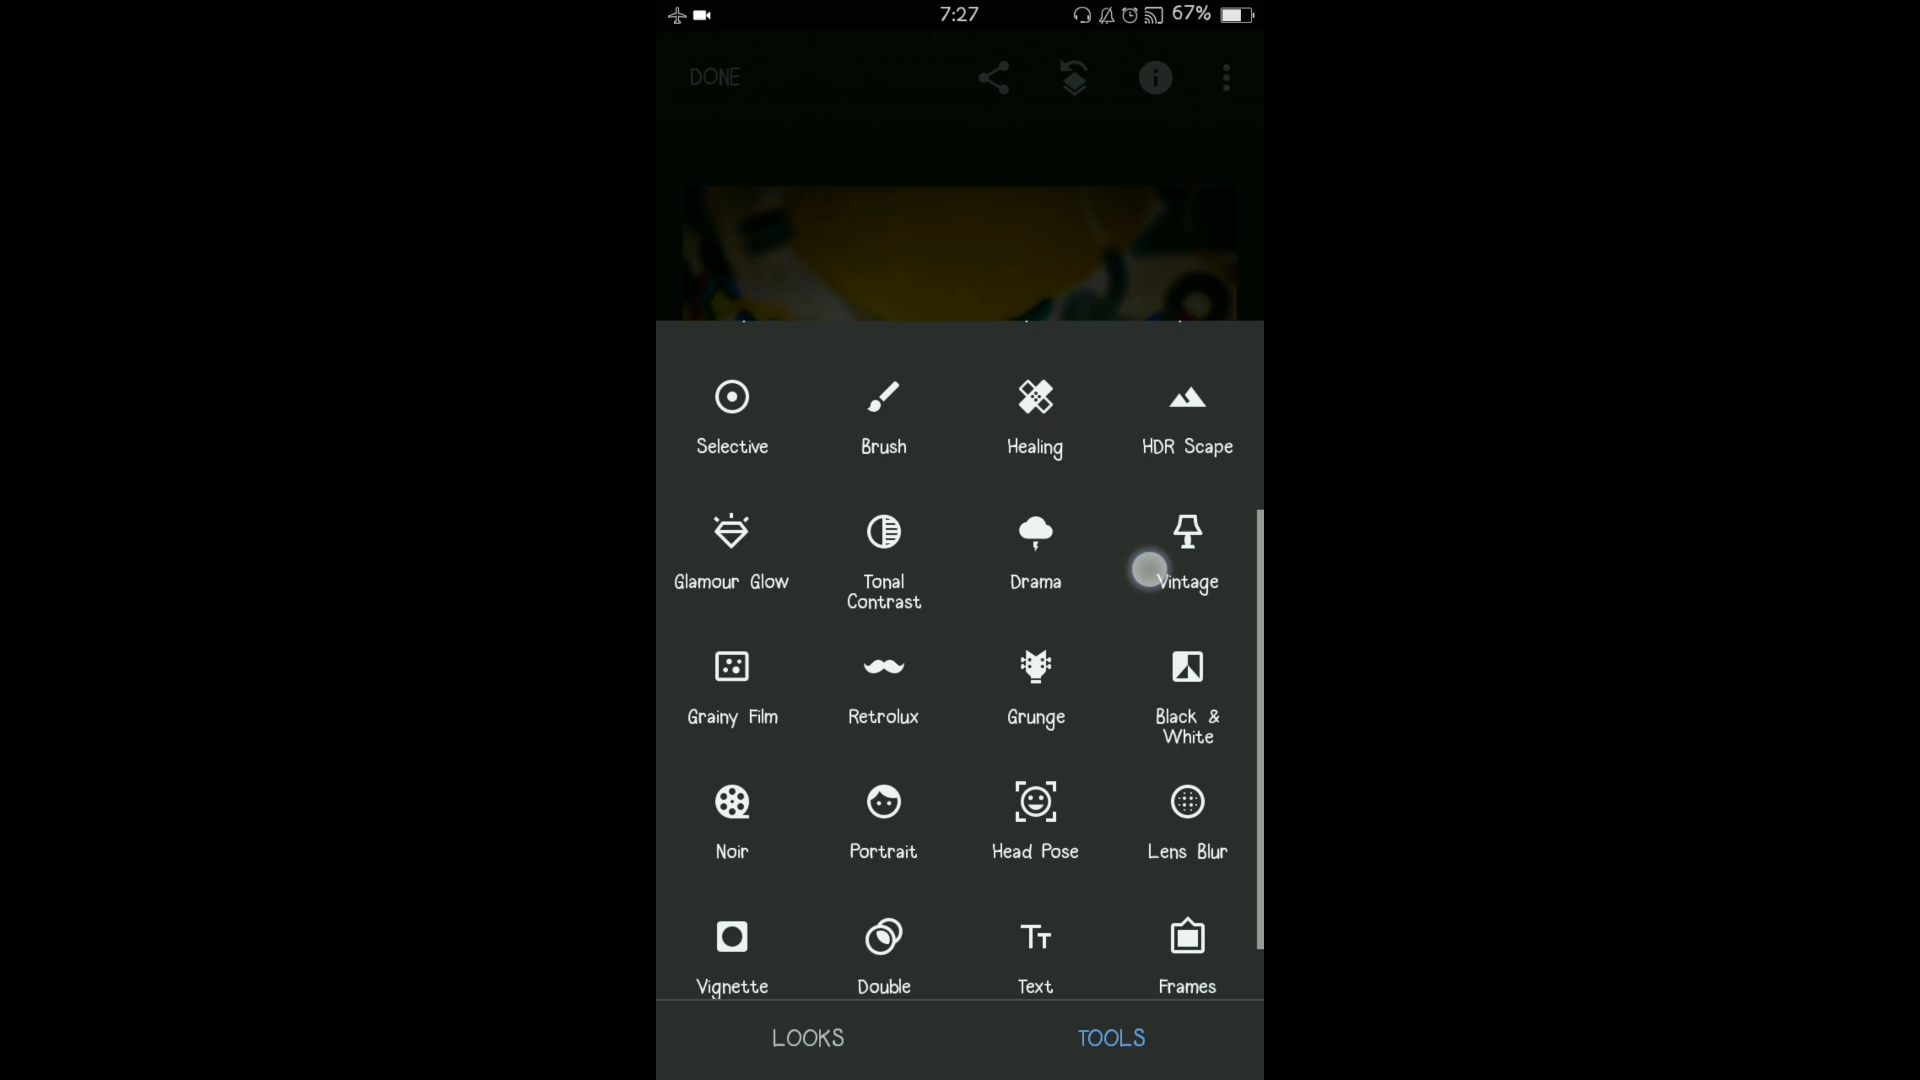 7:27
67%
DONE
Selective
Brush
Healing
HDR Scape
Glamour Glow
Tonal
Contrast
Drama
Vintage
Grainy Film
Retrolux
Grunge
Black &
White
Noir
Portrait
Head Pose
Lens Blur
Vignette
Double
Text
Frames
LOOKS
TOOLS